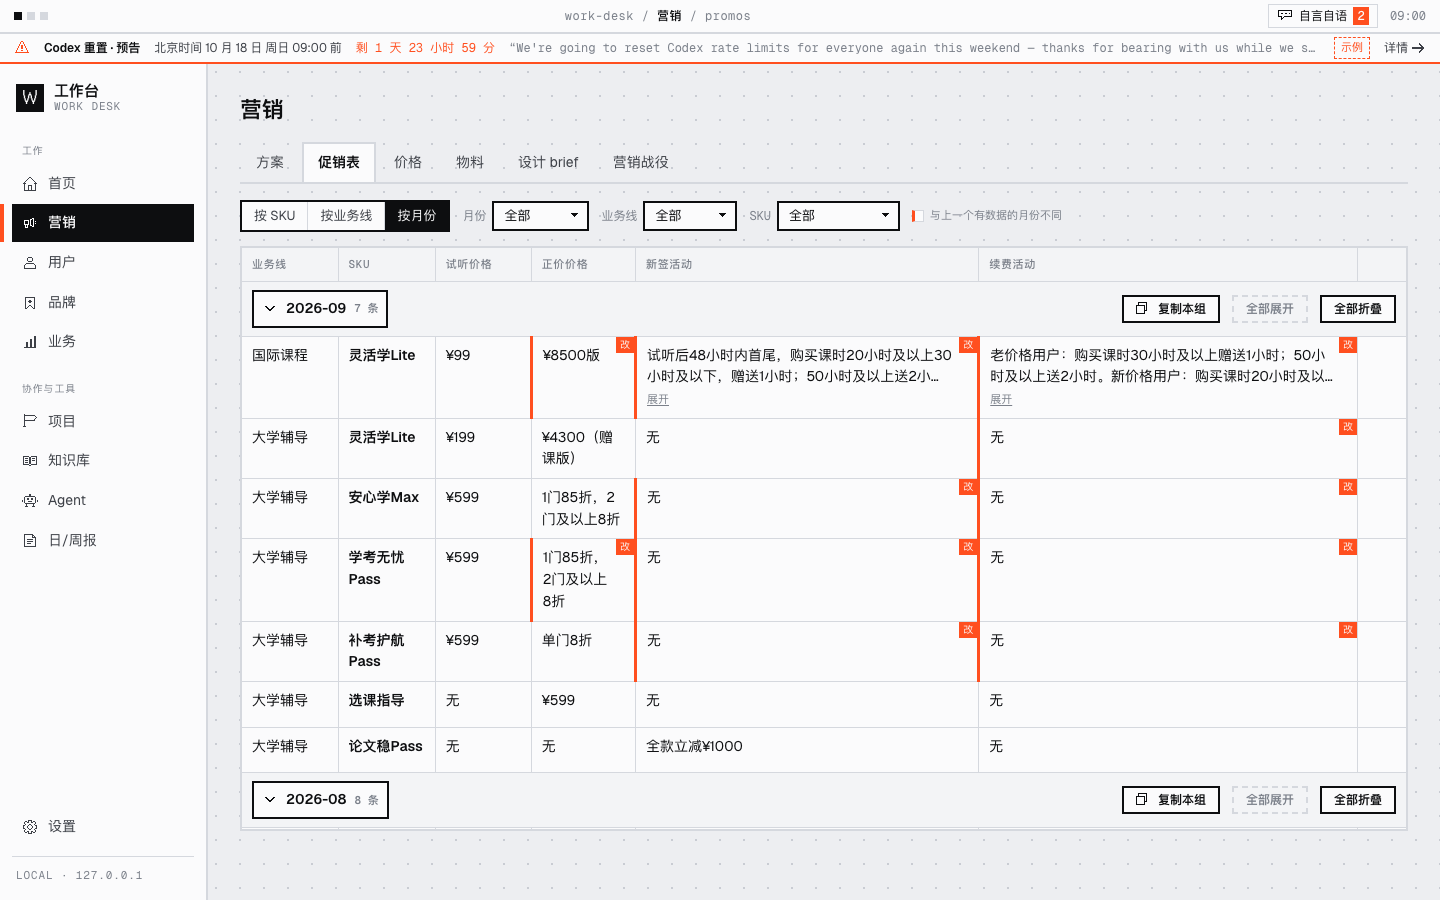 work-desk / 营销 / promos
自言自语 2
09:00
Codex 重置 · 预告 北京时间 10 月 18 日 周日 09:00 前 剩 1 天 23 小时 59 分 “We're going to reset Codex rate limits for everyone again this weekend — thanks for bearing with us while we s… 示例 详情
W 工作台
WORK DESK
工作
首页
营销
用户
品牌
业务
协作与工具
项目
知识库
Agent
日/周报
设置
LOCAL · 127.0.0.1
营销
方案 促销表 价格 物料 设计 brief 营销战役
按 SKU 按业务线 按月份 月份 全部 业务线 全部 SKU 全部 与上一个有数据的月份不同
业务线 SKU 试听价格 正价价格 新签活动 续费活动
2026-09 7 条 复制本组 全部展开 全部折叠
国际课程 灵活学Lite ¥99 ¥8500版 改 试听后48小时内首尾，购买课时20小时及以上30 改 老价格用户：购买课时30小时及以上赠送1小时；50小 改
小时及以下，赠送1小时；50小时及以上送2小… 时及以上送2小时。新价格用户：购买课时20小时及以…
展开 展开
大学辅导 灵活学Lite ¥199 ¥4300（赠 无 无 改
课版）
大学辅导 安心学Max ¥599 1门85折，2 无 改 无 改
门及以上8折
大学辅导 学考无忧 ¥599 1门85折， 改 无 改 无 改
Pass 2门及以上
8折
大学辅导 补考护航 ¥599 单门8折 无 改 无 改
Pass
大学辅导 选课指导 无 ¥599 无 无
大学辅导 论文稳Pass 无 无 全款立减¥1000 无
2026-08 8 条 复制本组 全部展开 全部折叠